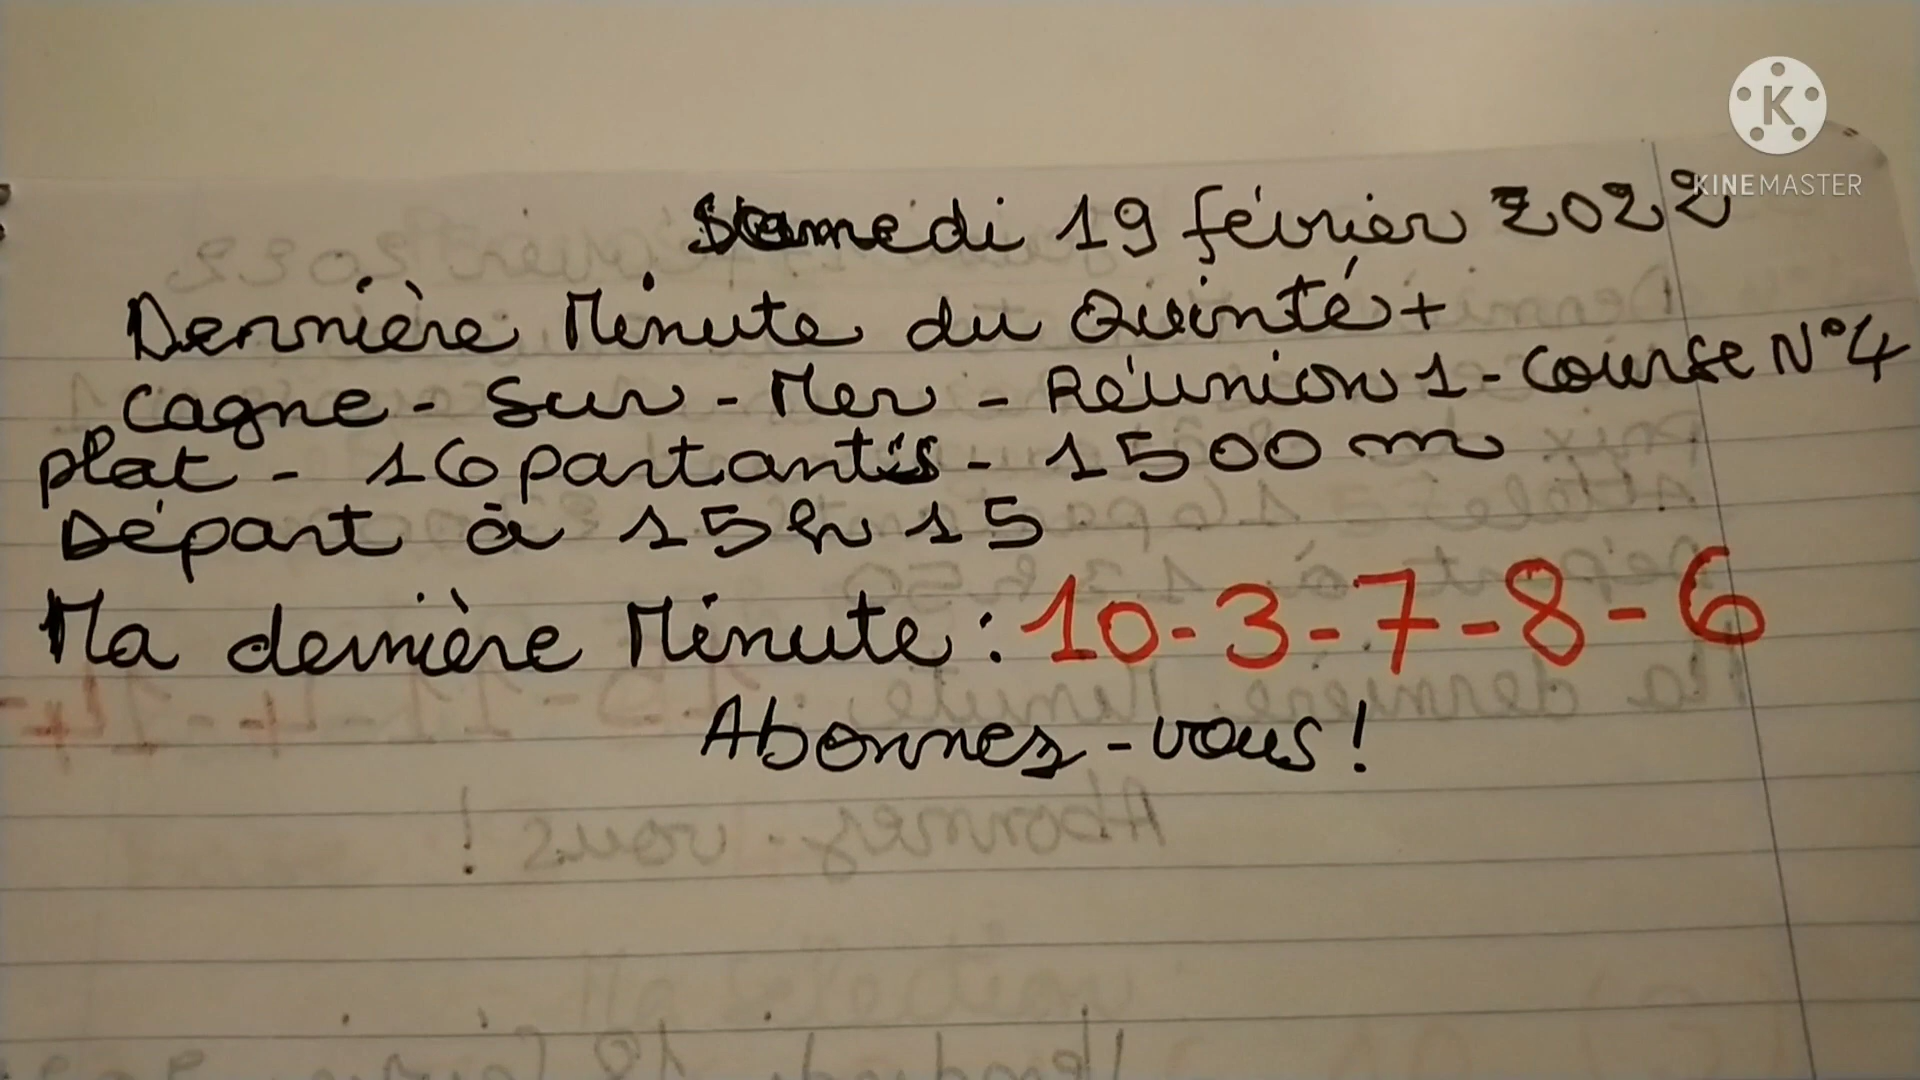 K
KINEMASTER
Samedi 19 février 2022
Dernière Minute du Quinté+
Cagne - Sur - Mer - Réunion 1 - Course N°4
plat - 16 partants - 1500 m
Départ à 15h15
Ma dernière Minute : 10 - 3 - 7 - 8 - 6
Abonnez - vous !